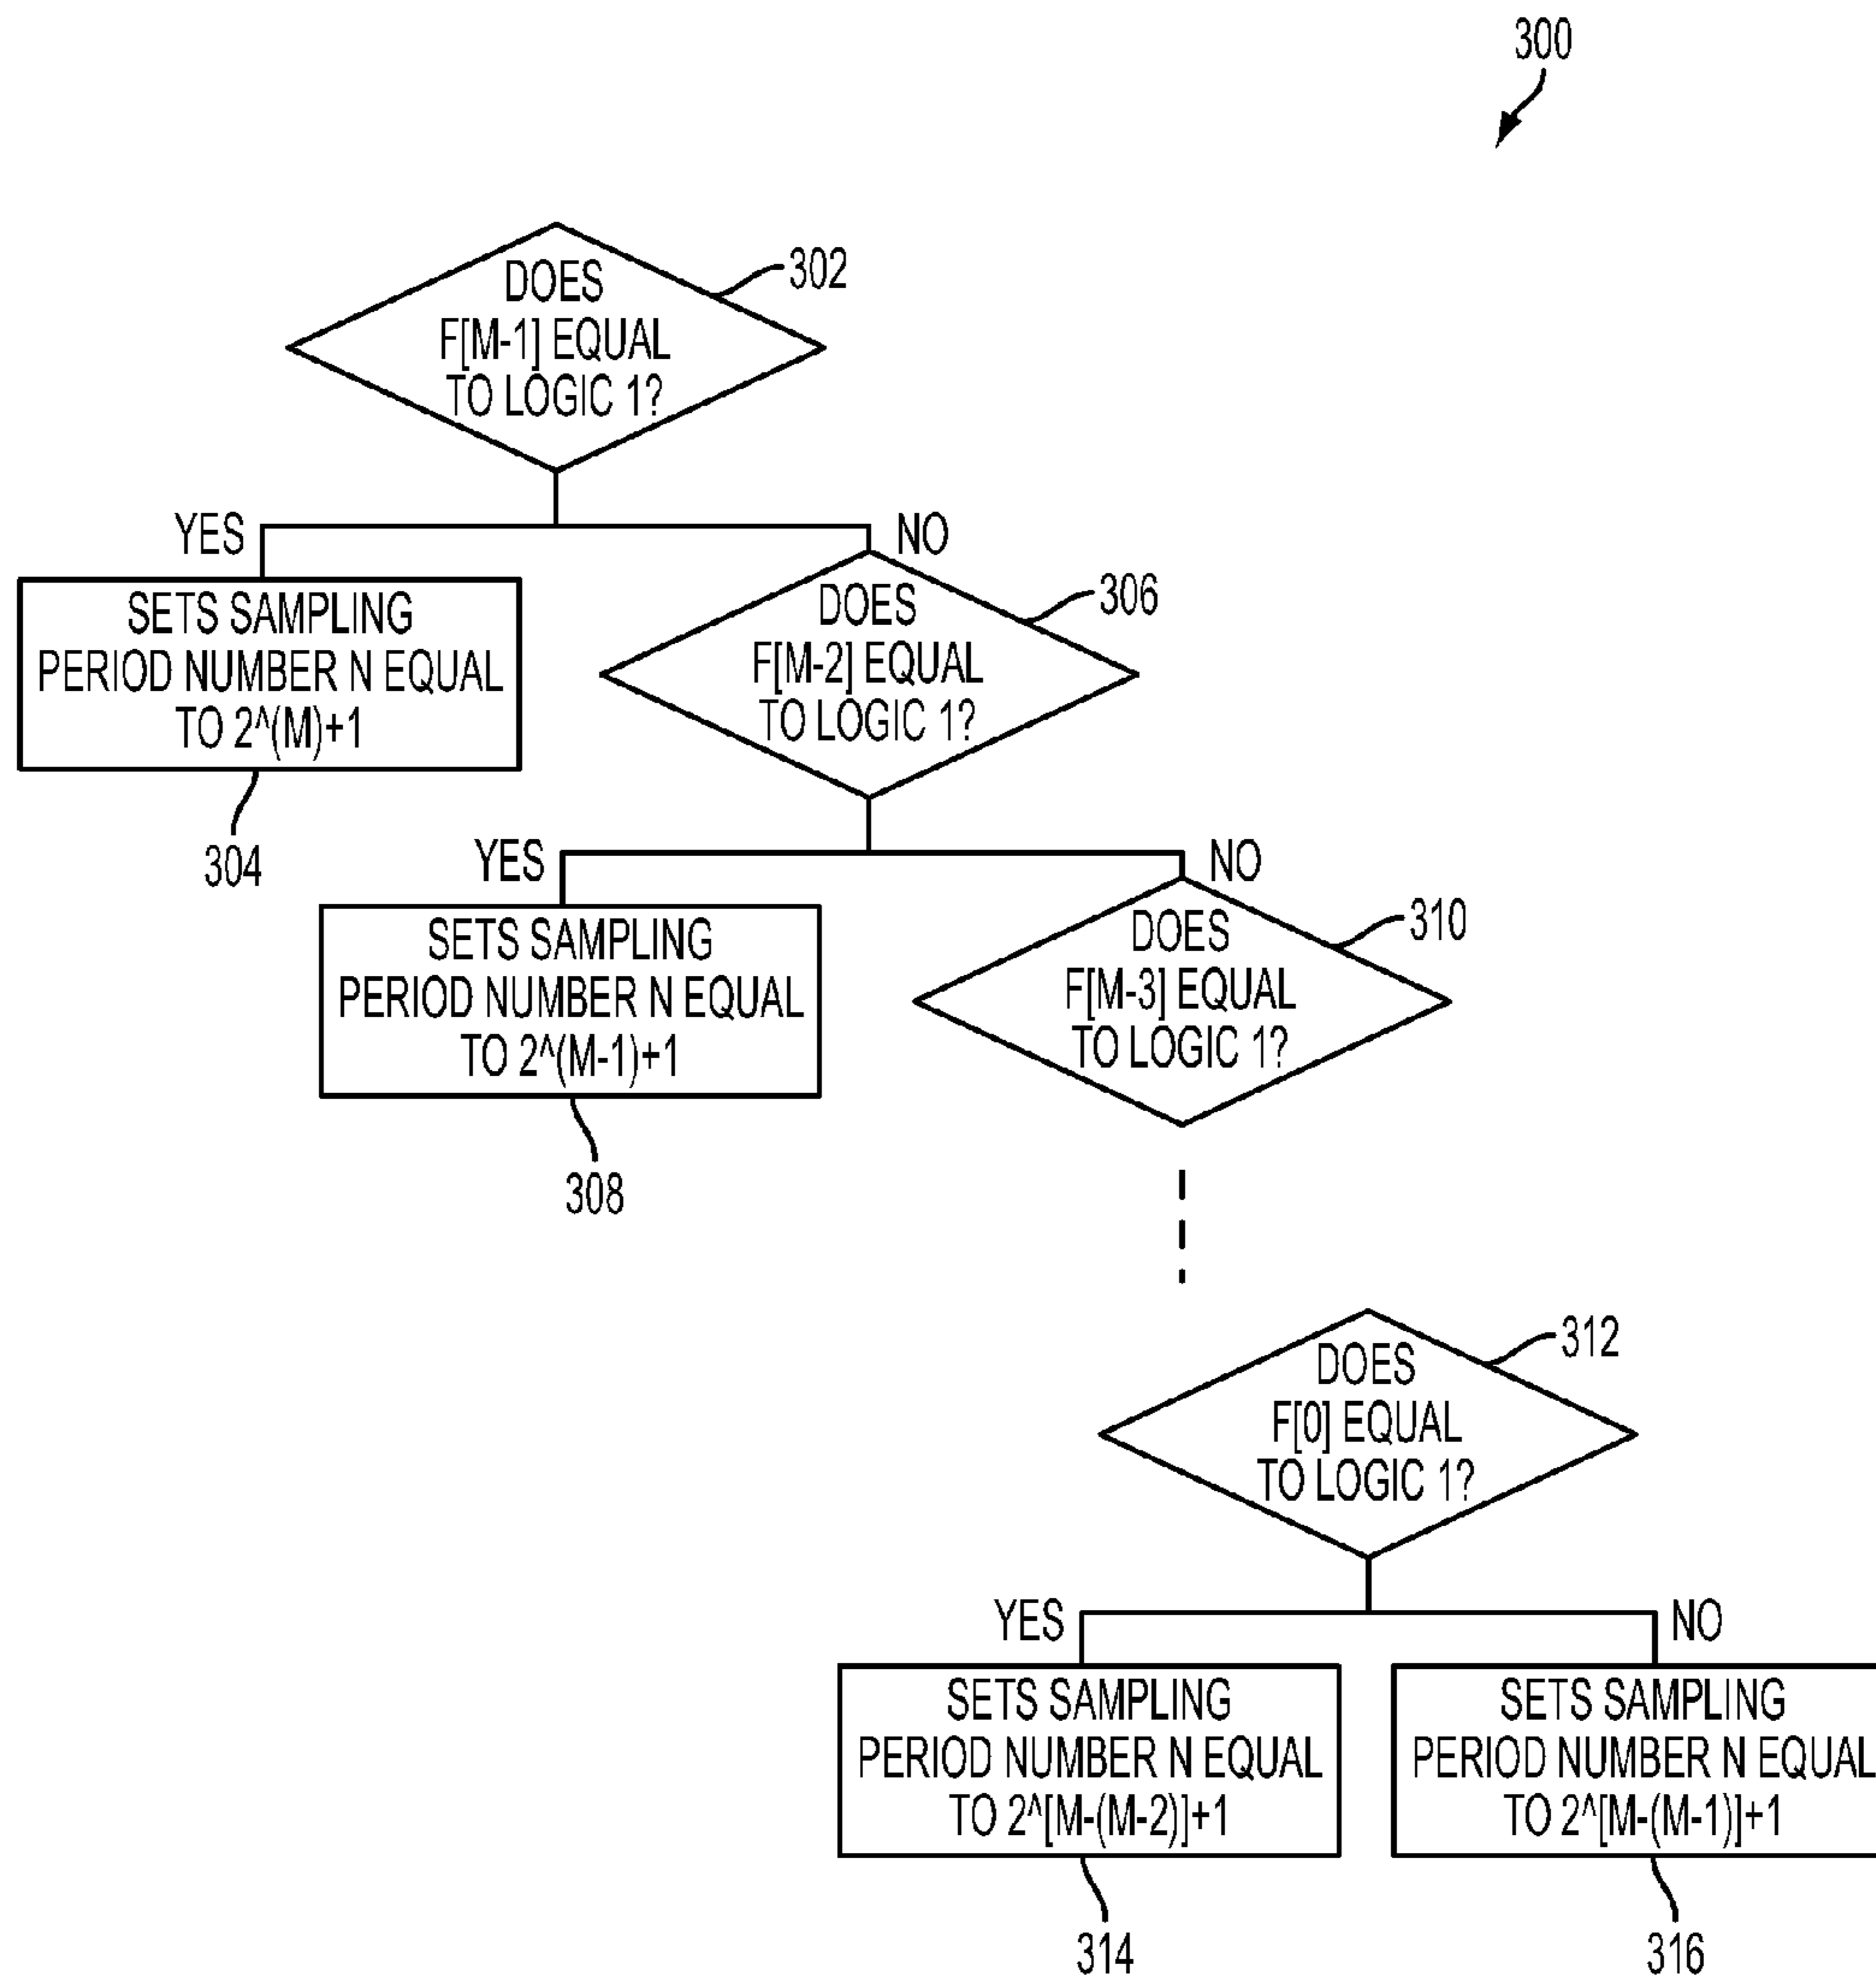 300
DOES
F[M-1] EQUAL
TO LOGIC 1?
302
YES
NO
SETS SAMPLING
PERIOD NUMBER N EQUAL
TO 2^(M)+1
304
DOES
F[M-2] EQUAL
TO LOGIC 1?
306
YES
NO
SETS SAMPLING
PERIOD NUMBER N EQUAL
TO 2^(M-1)+1
308
DOES
F[M-3] EQUAL
TO LOGIC 1?
310
DOES
F[0] EQUAL
TO LOGIC 1?
312
YES
NO
SETS SAMPLING
PERIOD NUMBER N EQUAL
TO 2^[M-(M-2)]+1
314
SETS SAMPLING
PERIOD NUMBER N EQUAL
TO 2^[M-(M-1)]+1
316